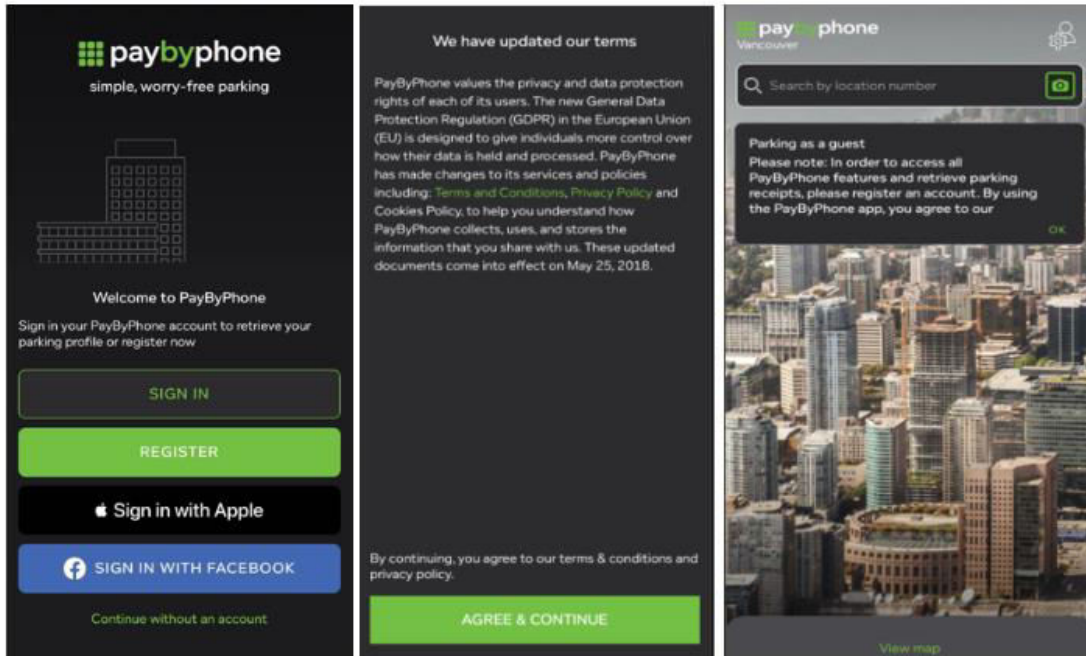 paybyphone
simple, worry-free parking
Welcome to PayByPhone
Sign in your PayByPhone account to retrieve your
parking profile or register now
SIGN IN
REGISTER
Sign in with Apple
SIGN IN WITH FACEBOOK
Continue without an account
We have updated our terms
PayByPhone values the privacy and data protection
rights of each of its users. The new General Data
Protection Regulation (GDPR) in the European Union
(EU) is designed to give individuals more control over
how their data is held and processed. PayByPhone
has made changes to its services and policies
including: Terms and Conditions, Privacy Policy and
Cookies Policy, to help you understand how
PayByPhone collects, uses, and stores the
information that you share with us. These updated
documents come into effect on May 25, 2018.
By continuing, you agree to our terms & conditions and
privacy policy.
AGREE & CONTINUE
paybyphone
Vancouver
Search by location number
Parking as a guest
Please note: In order to access all
PayByPhone features and retrieve parking
receipts, please register an account. By using
the PayByPhone app, you agree to our
OK
View map